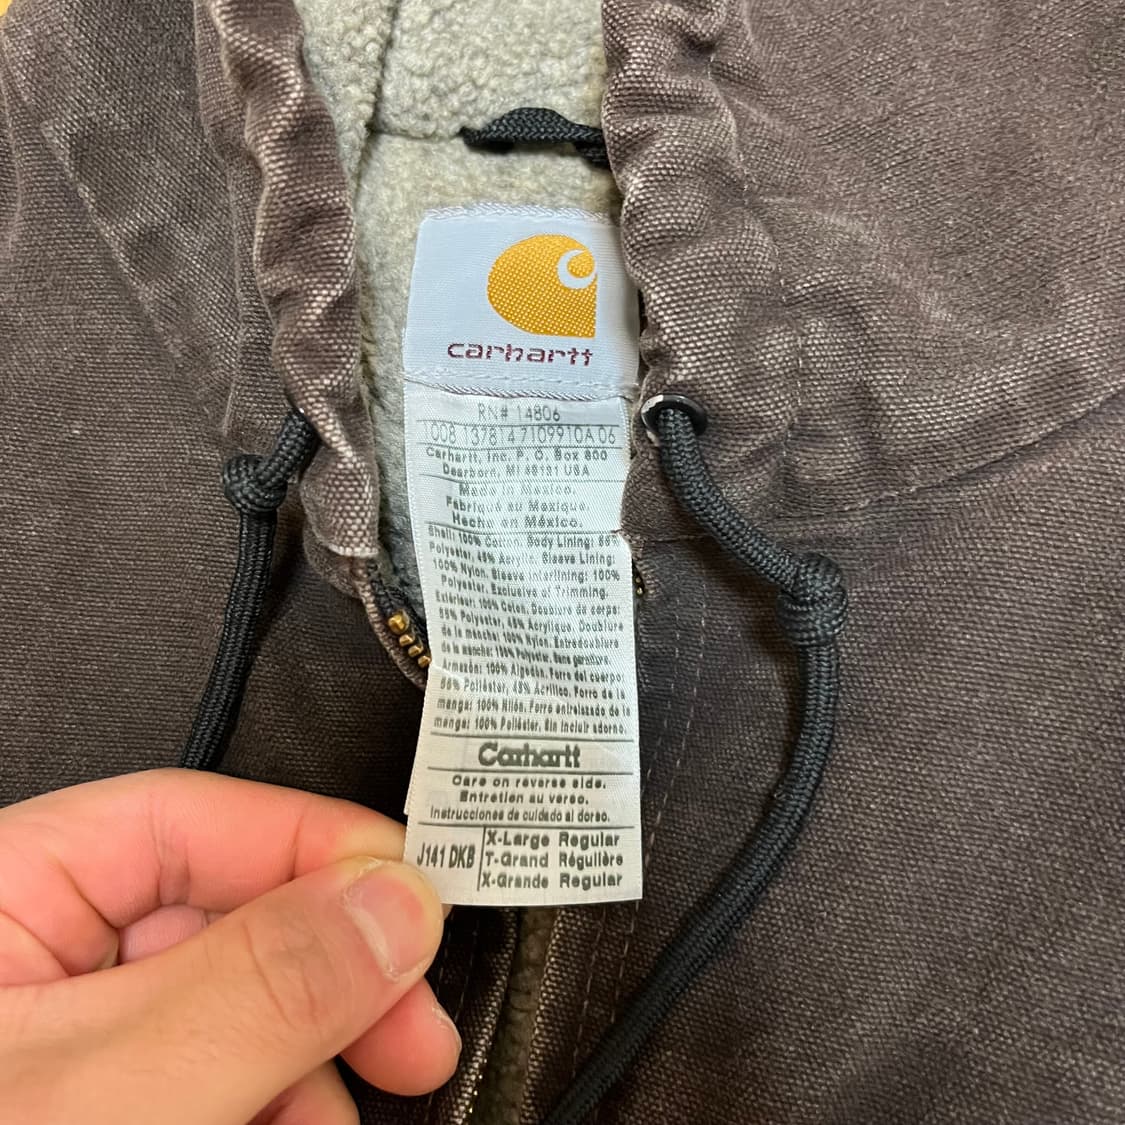 carhartt
RN# 14806
1008 137814 7109910A 06
Carhartt, Inc. P. O. Box 600
Dearborn, MI 48121 USA
Made in Mexico.
Fabriqué au Mexique.
Hecho en México.
Shell: 100% Cotton. Body Lining: 55%
Polyester, 45% Acrylic. Sleeve Lining:
100% Nylon. Sleeve Interlining: 100%
Polyester. Exclusive of Trimming.
Extérieur: 100% Coton. Doublure du corps:
55% Polyester, 45% Acrylique. Doublure
de la manche: 100% Nylon. Entredoublure
de la manche: 100% Polyester. Sans garniture.
Armazón: 100% Algodón. Forro del cuerpo:
55% Poliéster, 45% Acrílico. Forro de la
manga: 100% Nilón. Forro entrelazado de la
manga: 100% Poliéster. Sin incluir adorno.
Carhartt
Care on reverse side.
Entretien au verso.
Instrucciones de cuidado al dorso.
J141 DKB
X-Large Regular
T-Grand Régulière
X-Grande Regular